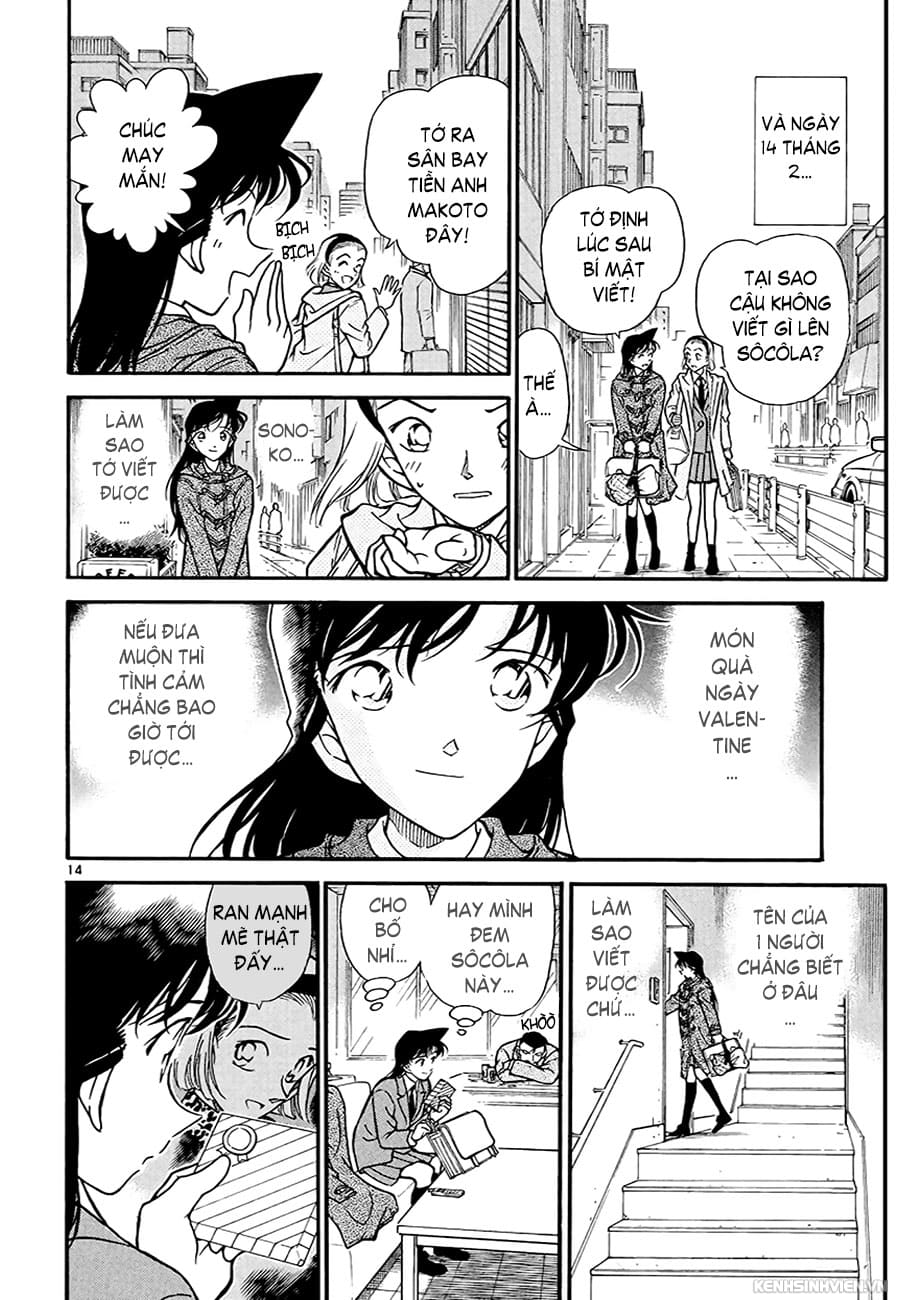 VÀ NGÀY
14 THÁNG
2...
TẠI SAO
CẬU KHÔNG
VIẾT GÌ LÊN
SÔCÔLA?
TỚ ĐỊNH
LÚC SAU
BÍ MẬT
VIẾT!
THẾ
À...
TỚ RA
SÂN BAY
TIỀN ANH
MAKOTO
ĐÂY!
BỊCH
BỊCH
CHÚC
MAY
MẮN!
SONO-
KO...
LÀM
SAO
TỚ VIẾT
ĐƯỢC
...
MÓN
QUÀ
NGÀY
VALEN-
TINE
...
NẾU ĐƯA
MUỘN THÌ
TÌNH CẢM
CHẲNG BAO
GIỜ TỚI
ĐƯỢC...
14
TÊN CỦA
1 NGƯỜI
CHẲNG BIẾT
Ở ĐÂU
...
LÀM
SAO
VIẾT
ĐƯỢC
CHỨ...
HAY MÌNH
ĐEM
SÔCÔLA
NÀY...
CHO
BỐ
NHỈ...
KHÒÒ
RAN MẠNH
MẼ THẬT
ĐẤY...
KENHSINHVIEN.VN